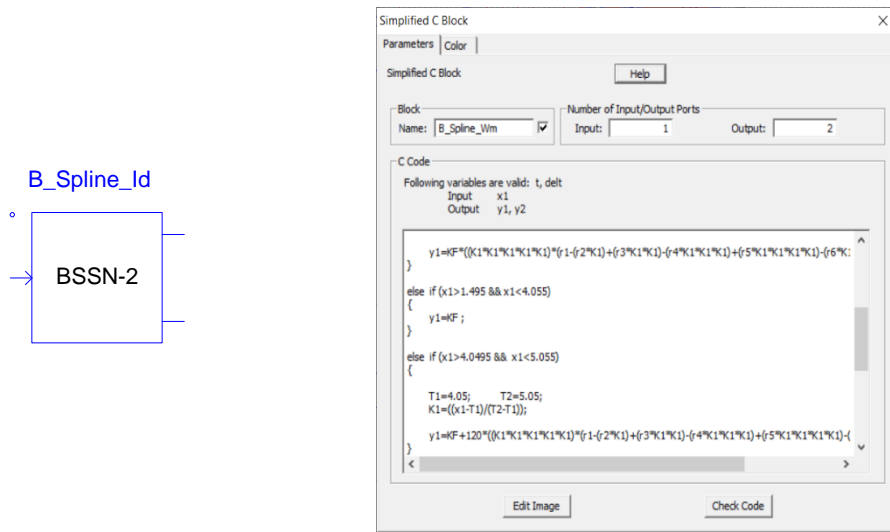 B_Spline_Id
BSSN-2
Simplified C Block
Parameters Color
Simplified C Block Help
Block
Name: B_Spline_Wm
Number of Input/Output Ports
Input: 1 Output: 2
C Code
Following variables are valid: t, delt
Input x1
Output y1, y2
y1=KF*((K1*K1*K1*K1*K1)*(r1-(r2*K1)+(r3*K1*K1)-(r4*K1*K1*K1)+(r5*K1*K1*K1*K1)-(r6*K1
}
else if (x1>1.495 && x1<4.055)
{
y1=KF ;
}
else if (x1>4.0495 && x1<5.055)
{
T1=4.05; T2=5.05;
K1=((x1-T1)/(T2-T1));
y1=KF+120*((K1*K1*K1*K1*K1)*(r1-(r2*K1)+(r3*K1*K1)-(r4*K1*K1*K1)+(r5*K1*K1*K1*K1)-(
}
Edit Image Check Code